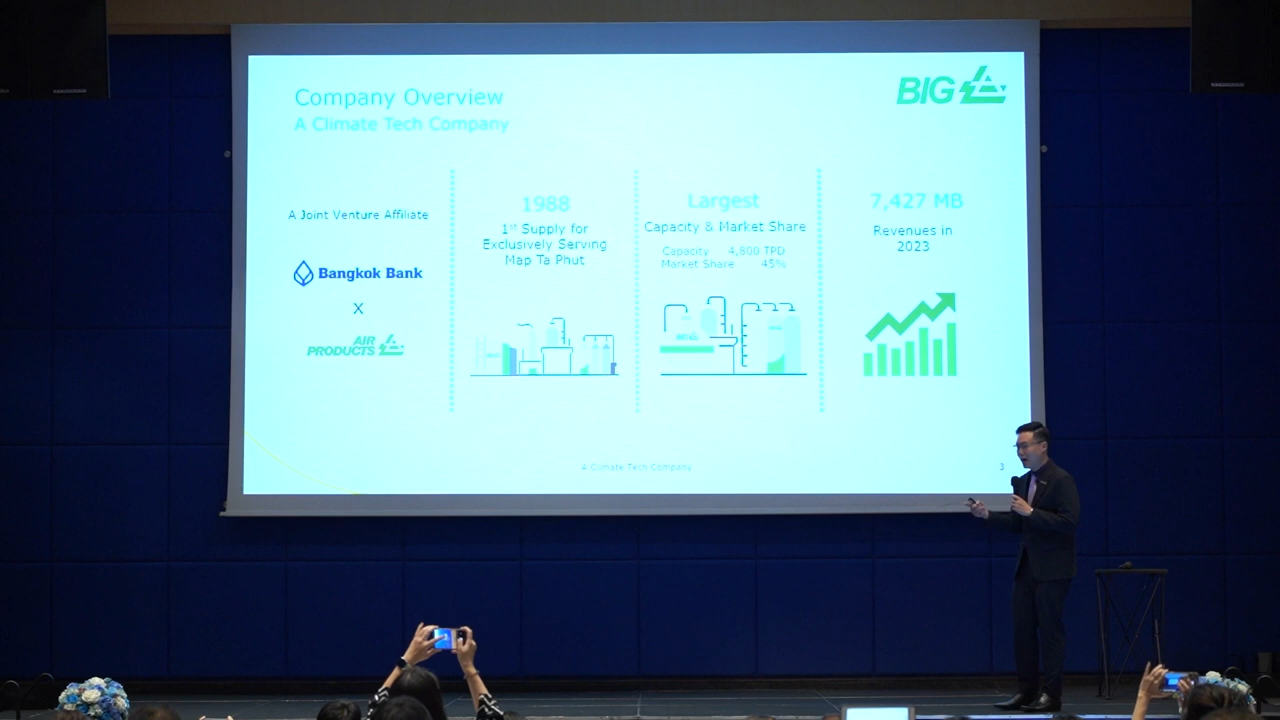 Company Overview
A Climate Tech Company
BIG
A Joint Venture Affiliate
Bangkok Bank
X
AIR
PRODUCTS
1988
1st Supply for
Exclusively Serving
Map Ta Phut
Largest
Capacity & Market Share
Capacity 4,800 TPD
Market Share 45%
7,427 MB
Revenues in
2023
A Climate Tech Company
3